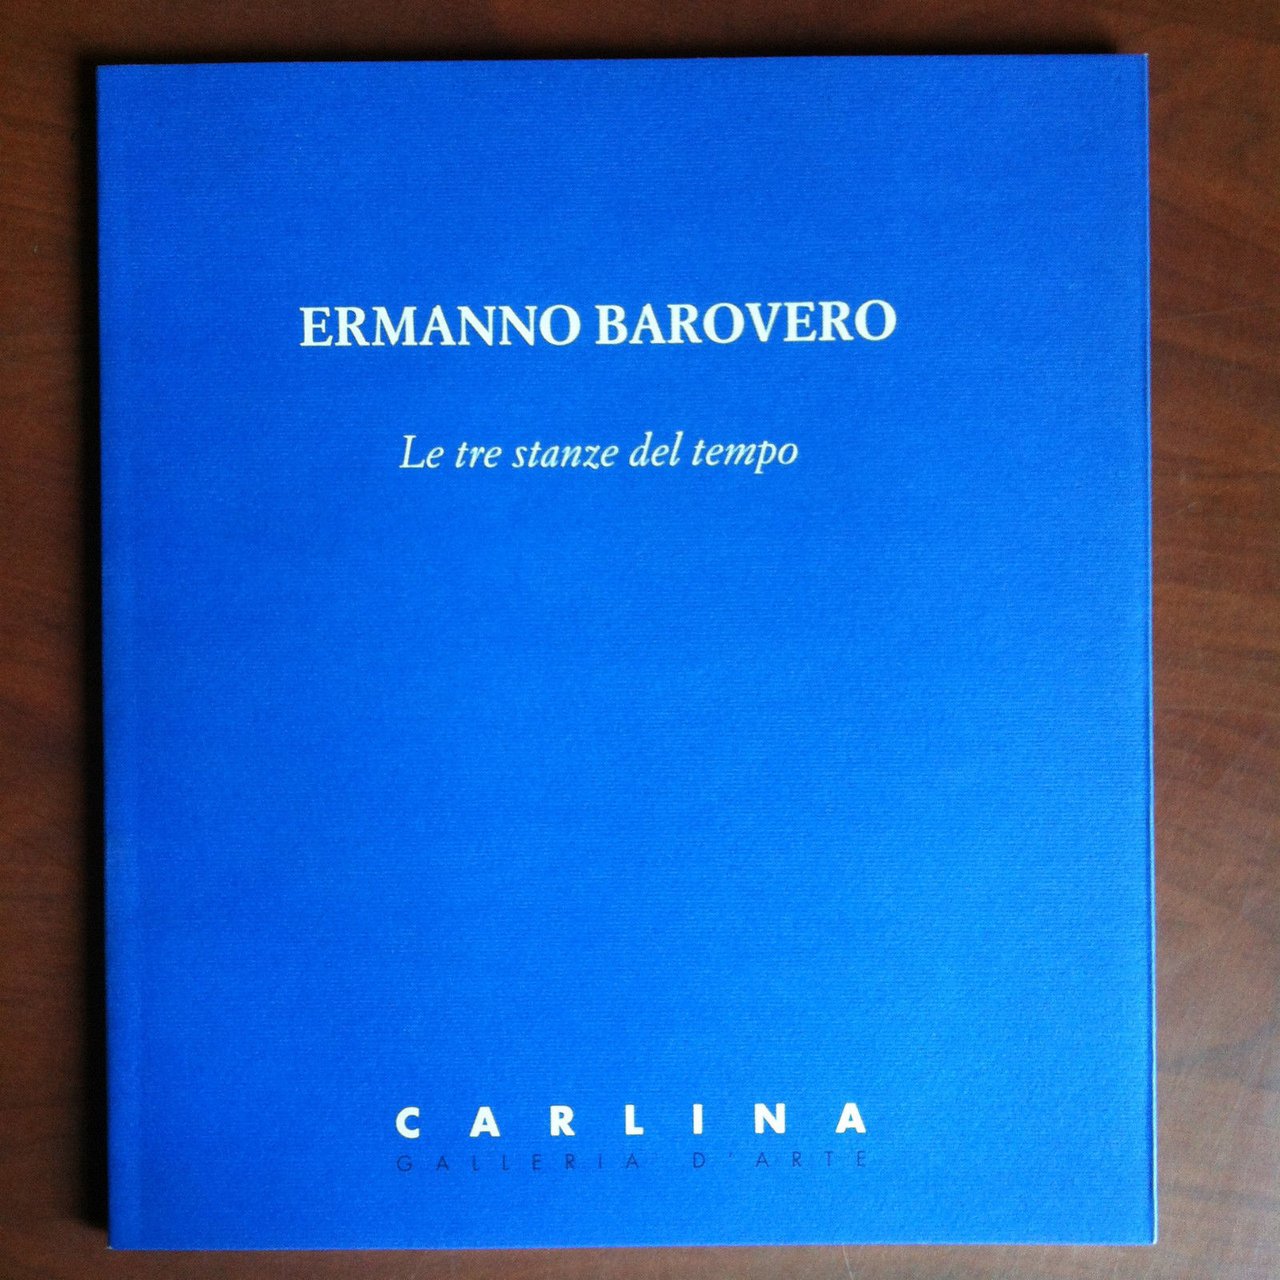 ERMANNO BAROVERO
Le tre stanze del tempo
CARLINA
GALLERIA D'ARTE